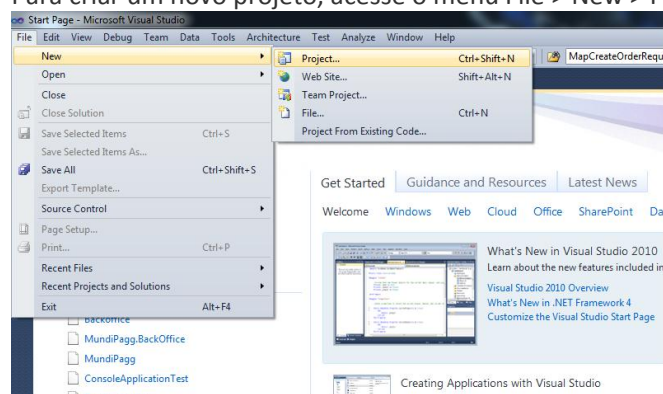 Para criar um novo projeto, acesse o menu File > New >
Start Page - Microsoft Visual Studio
File Edit View Debug Team Data Tools Architecture Test Analyze Window Help
New
Project... Ctrl+Shift+N
MapCreateOrderRequ
Open
Web Site... Shift+Alt+N
Close
Team Project...
Close Solution
File... Ctrl+N
Save Selected Items Ctrl+S
Project From Existing Code...
Save Selected Items As...
Save All Ctrl+Shift+S
Export Template...
Get Started Guidance and Resources Latest News
Source Control
Welcome Windows Web Cloud Office SharePoint Da
Page Setup...
Print... Ctrl+P
What's New in Visual Studio 2010
Learn about the new features included in
Recent Files
Recent Projects and Solutions
Visual Studio 2010 Overview
What's New in .NET Framework 4
Customize the Visual Studio Start Page
Exit Alt+F4
Backoffice
MundiPagg.BackOffice
MundiPagg
ConsoleApplicationTest
Creating Applications with Visual Studio